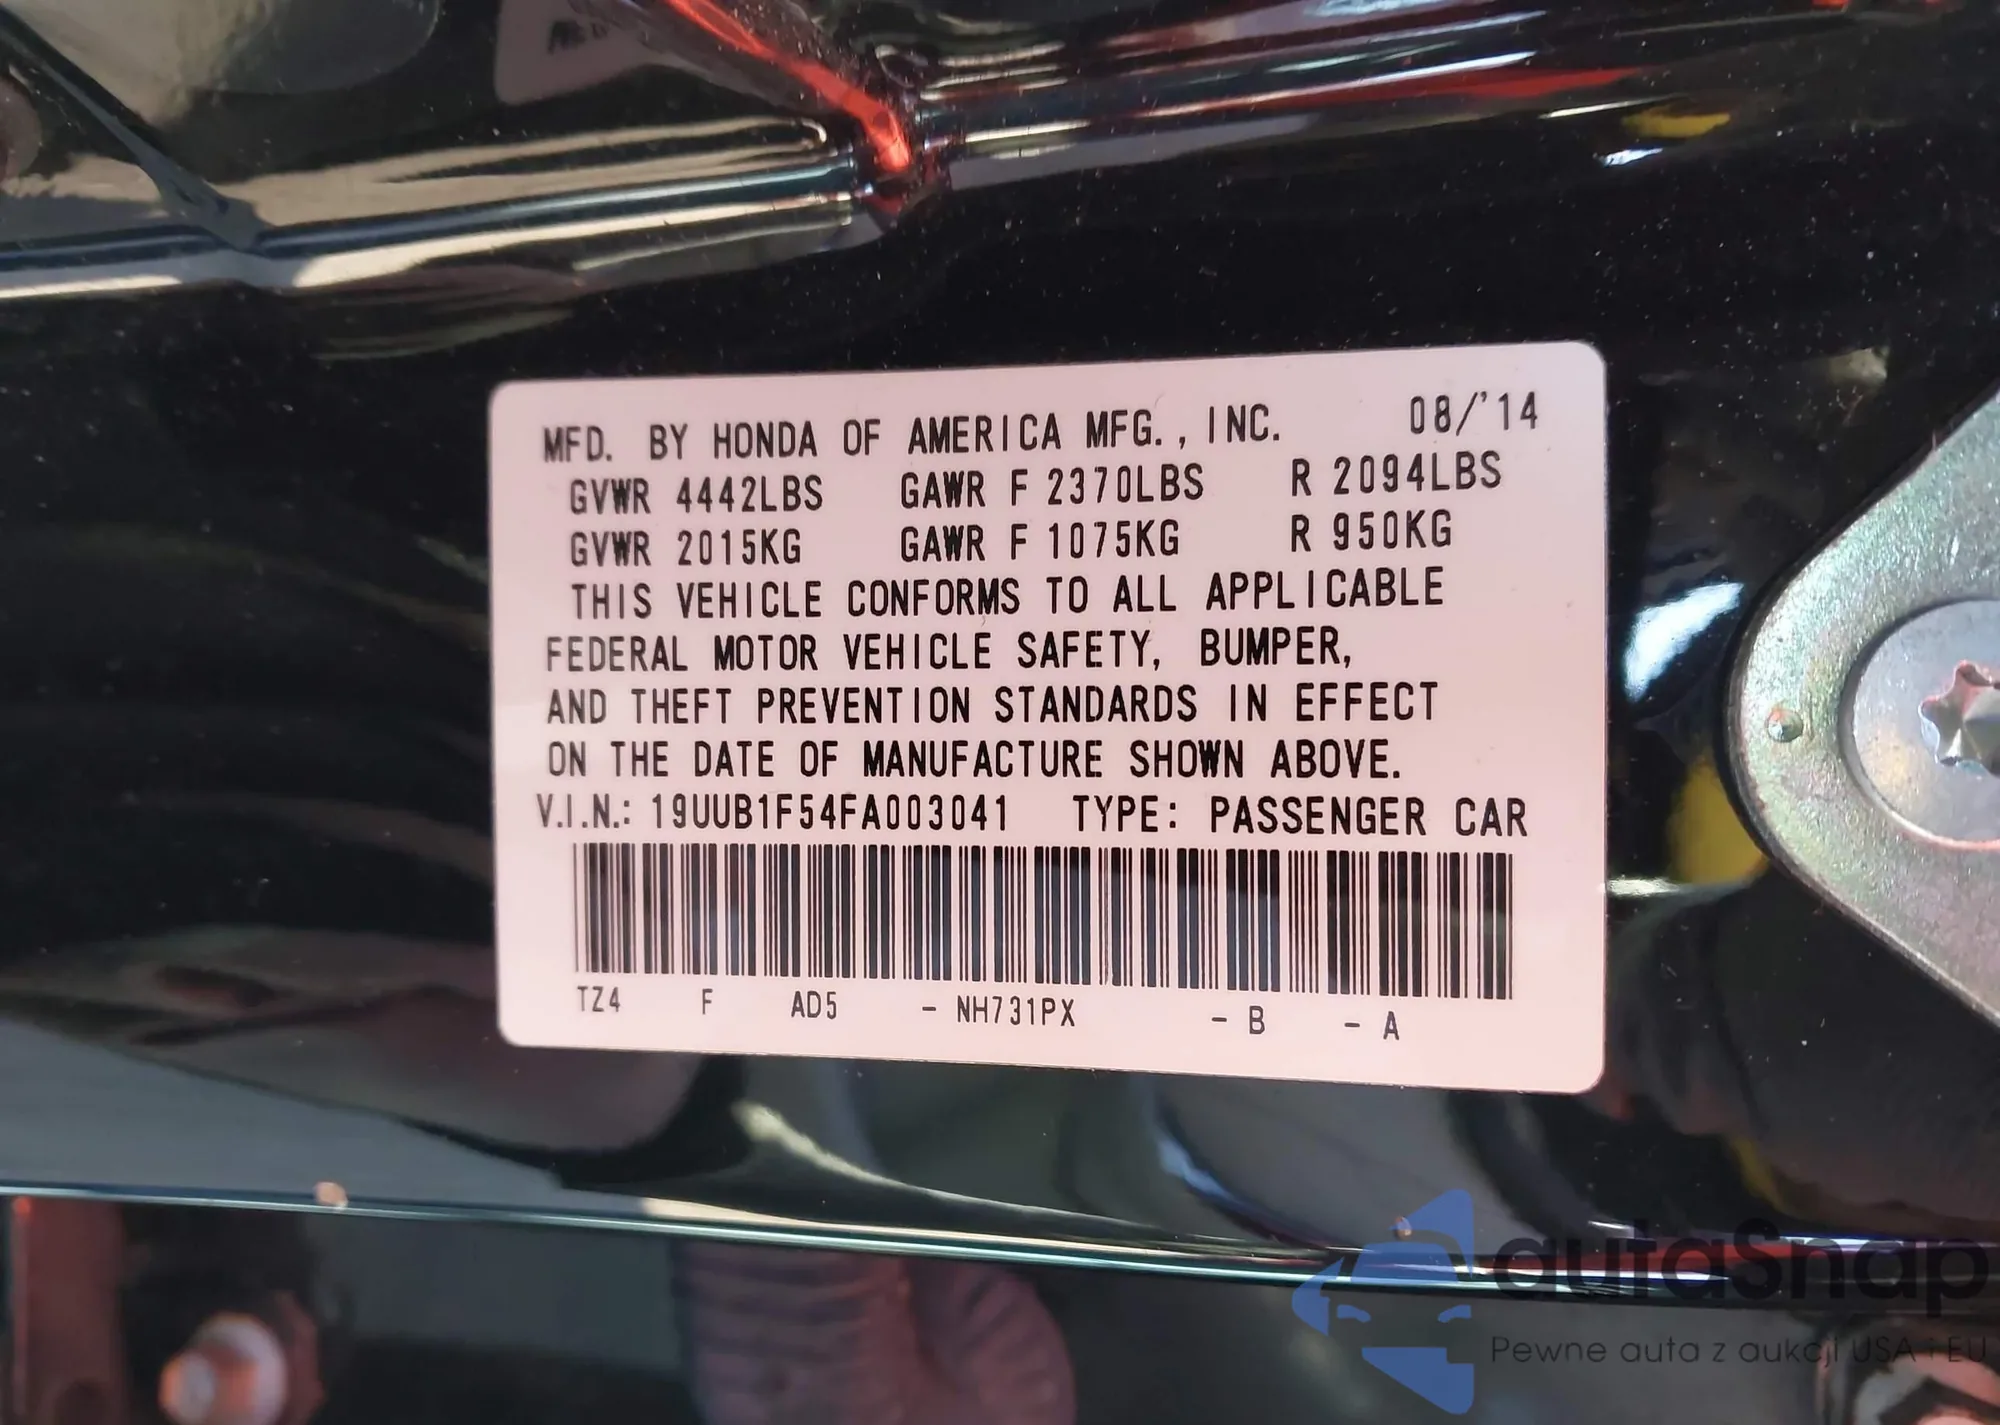 MFD. BY HONDA OF AMERICA MFG., INC. 08/'14
GVWR 4442LBS GAWR F 2370LBS R 2094LBS
GVWR 2015KG GAWR F 1075KG R 950KG
THIS VEHICLE CONFORMS TO ALL APPLICABLE
FEDERAL MOTOR VEHICLE SAFETY, BUMPER,
AND THEFT PREVENTION STANDARDS IN EFFECT
ON THE DATE OF MANUFACTURE SHOWN ABOVE.
V.I.N.: 19UUB1F54FA003041 TYPE: PASSENGER CAR
TZ4 F AD5 - NH731PX - B - A
autaSnap
Pewne auta z aukcji USA i EU